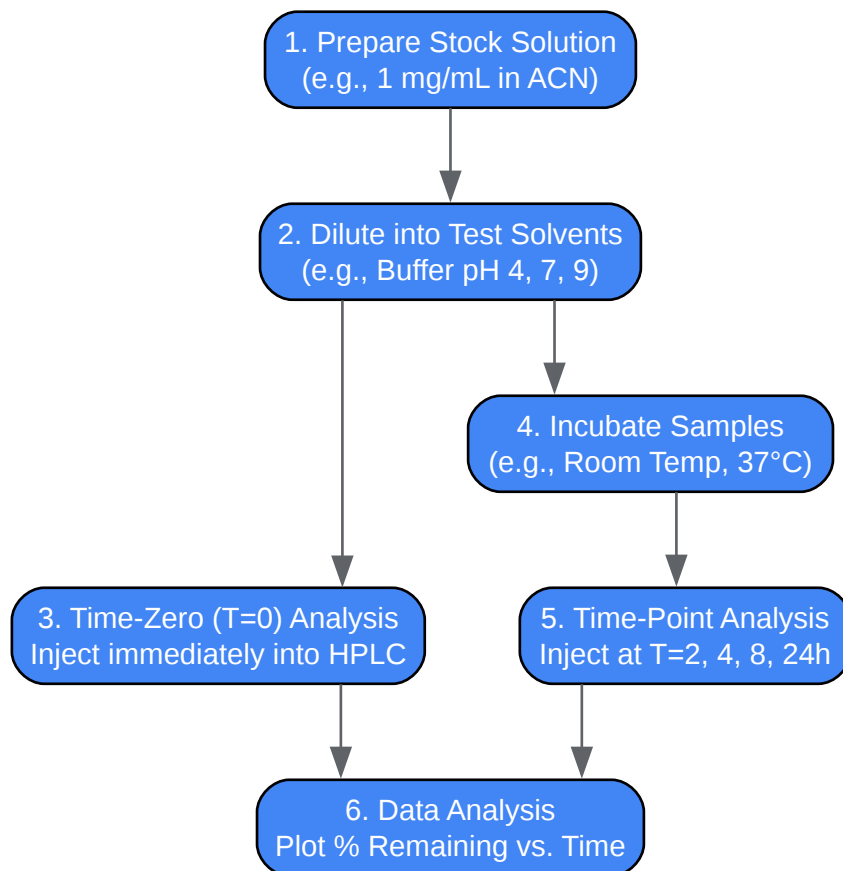 1. Prepare Stock Solution
(e.g., 1 mg/mL in ACN)
2. Dilute into Test Solvents
(e.g., Buffer pH 4, 7, 9)
4. Incubate Samples
(e.g., Room Temp, 37°C)
3. Time-Zero (T=0) Analysis
Inject immediately into HPLC
5. Time-Point Analysis
Inject at T=2, 4, 8, 24h
6. Data Analysis
Plot % Remaining vs. Time